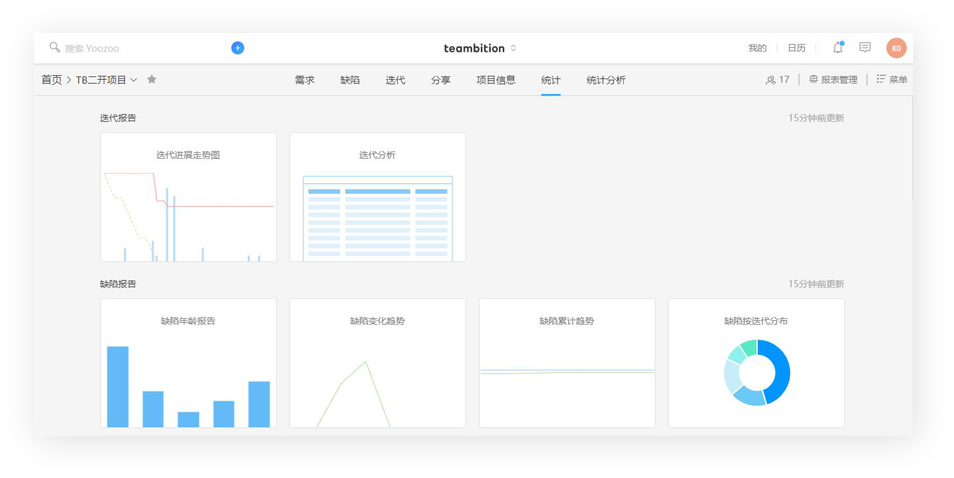 搜索 Yoozoo
teambition
我的 日历 KO
首页 TB二开项目 需求 缺陷 迭代 分享 项目信息 统计 统计分析 17 报表管理 菜单
迭代报告 15分钟前更新
迭代进展走势图 迭代分析
缺陷报告 15分钟前更新
缺陷年龄报告 缺陷变化趋势 缺陷累计趋势 缺陷按迭代分布